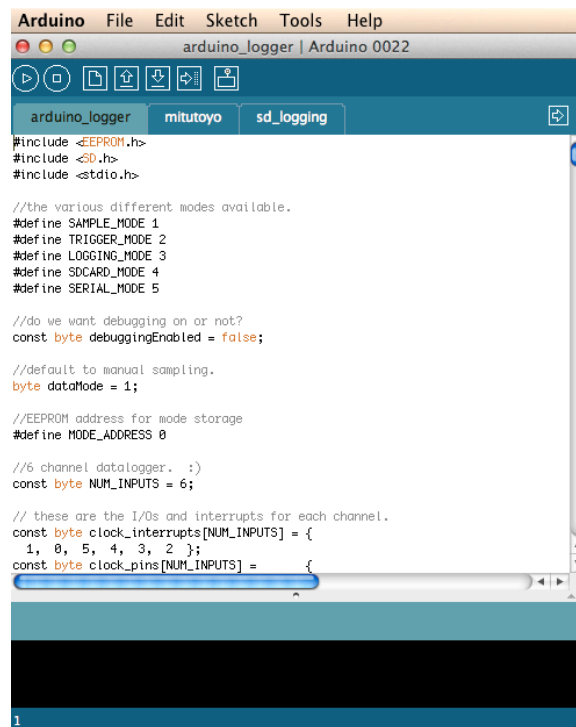 Arduino File Edit Sketch Tools Help
arduino_logger | Arduino 0022
arduino_logger mitutoyo sd_logging
#include <EEPROM.h>
#include <SD.h>
#include <stdio.h>
//the various different modes available.
#define SAMPLE_MODE 1
#define TRIGGER_MODE 2
#define LOGGING_MODE 3
#define SDCARD_MODE 4
#define SERIAL_MODE 5
//do we want debugging on or not?
const byte debuggingEnabled = false;
//default to manual sampling.
byte dataMode = 1;
//EEPROM address for mode storage
#define MODE_ADDRESS 0
//6 channel datalogger.  :)
const byte NUM_INPUTS = 6;
// these are the I/Os and interrupts for each channel.
const byte clock_interrupts[NUM_INPUTS] = {
1, 0, 5, 4, 3, 2 };
const byte clock_pins[NUM_INPUTS] =       {
1